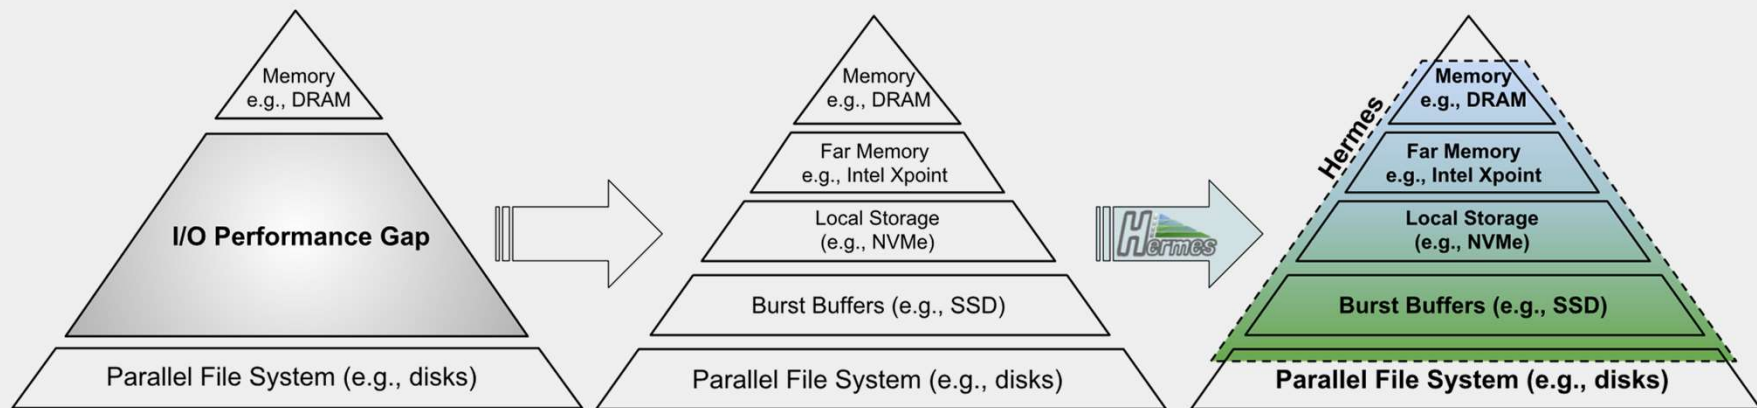 Memory
e.g., DRAM
I/O Performance Gap
Parallel File System (e.g., disks)
Memory
e.g., DRAM
Far Memory
e.g., Intel Xpoint
Local Storage
(e.g., NVMe)
Burst Buffers (e.g., SSD)
Parallel File System (e.g., disks)
Hermes
Hermes
Memory
e.g., DRAM
Far Memory
e.g., Intel Xpoint
Local Storage
(e.g., NVMe)
Burst Buffers (e.g., SSD)
Parallel File System (e.g., disks)